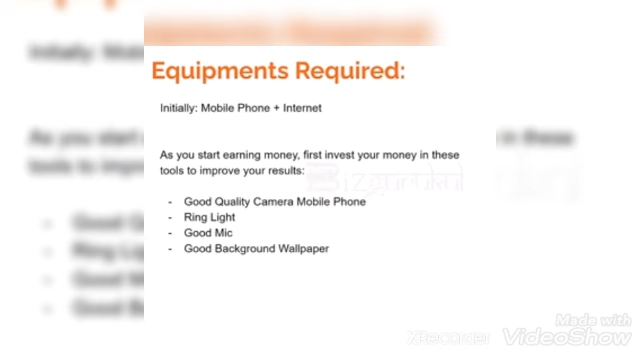 Equipments Required:
Initially: Mobile Phone + Internet
As you start earning money, first invest your money in these
tools to improve your results:
- Good Quality Camera Mobile Phone
- Ring Light
- Good Mic
- Good Background Wallpaper
XRecorder
Made with
VideoShow